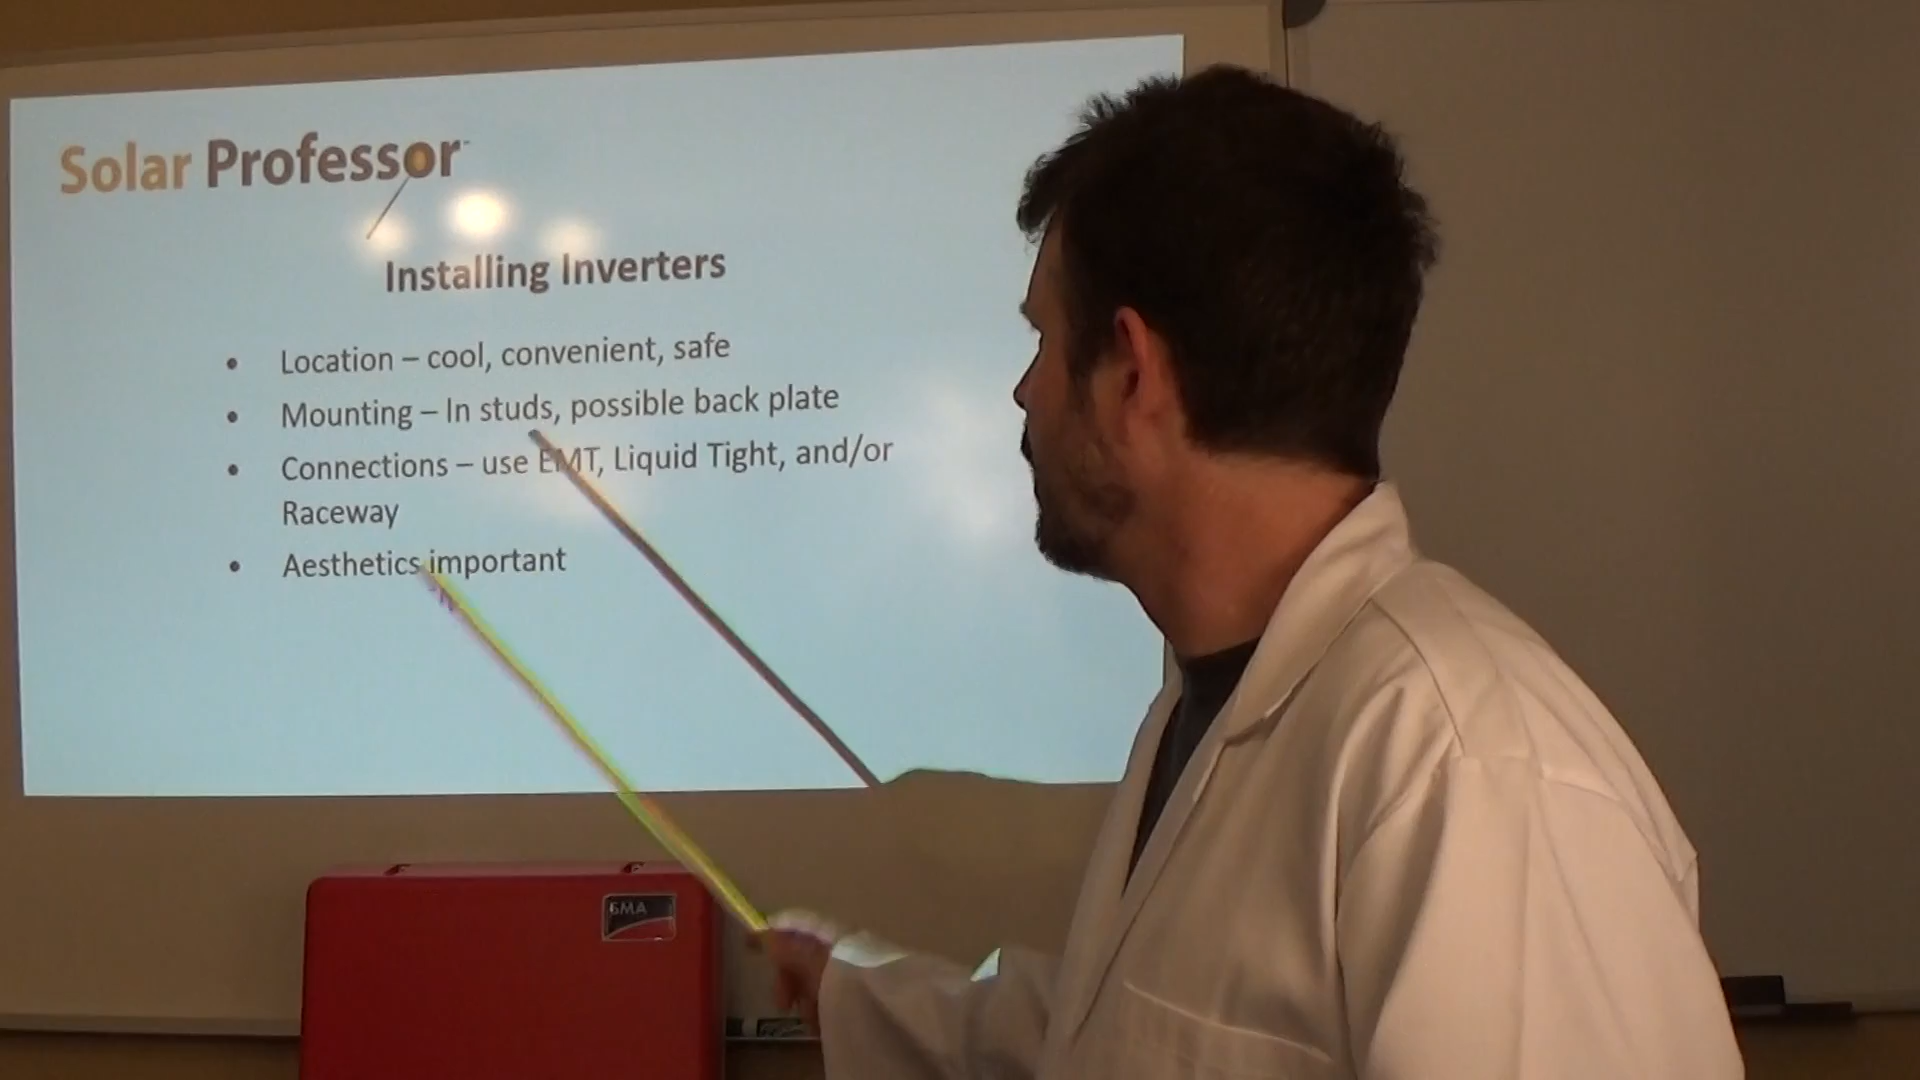 Solar Professor™
Installing Inverters
• Location – cool, convenient, safe
• Mounting – In studs, possible back plate
• Connections – use EMT, Liquid Tight, and/or
Raceway
• Aesthetics important
SMA